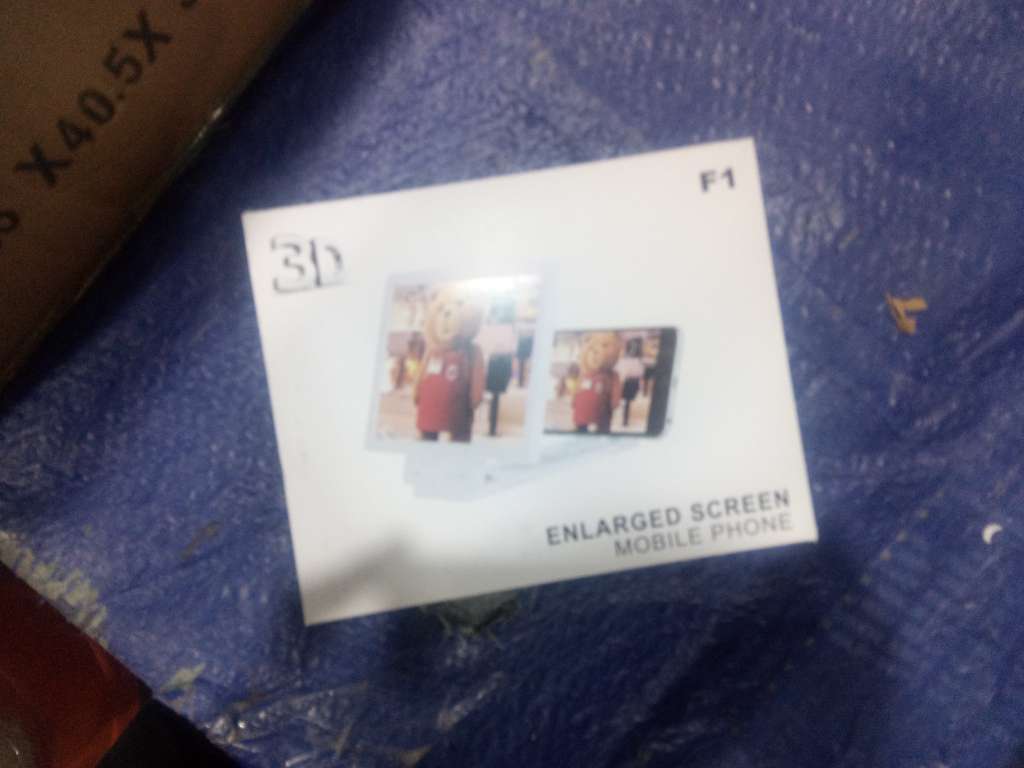 X40.5X
F1
3D
ENLARGED SCREEN
MOBILE PHONE